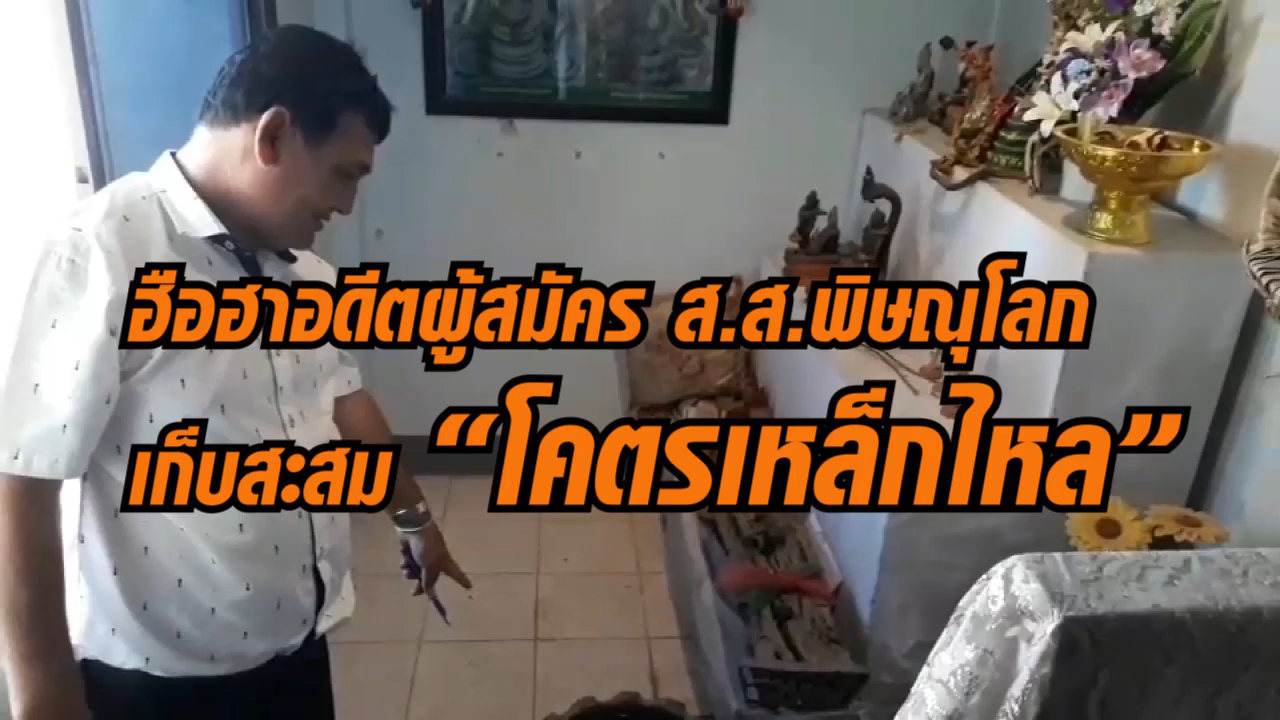 ฮือฮาอดีตผู้สมัคร ส.ส.พิษณุโลก
เก็บสะสม “โคตรเหล็กไหล”